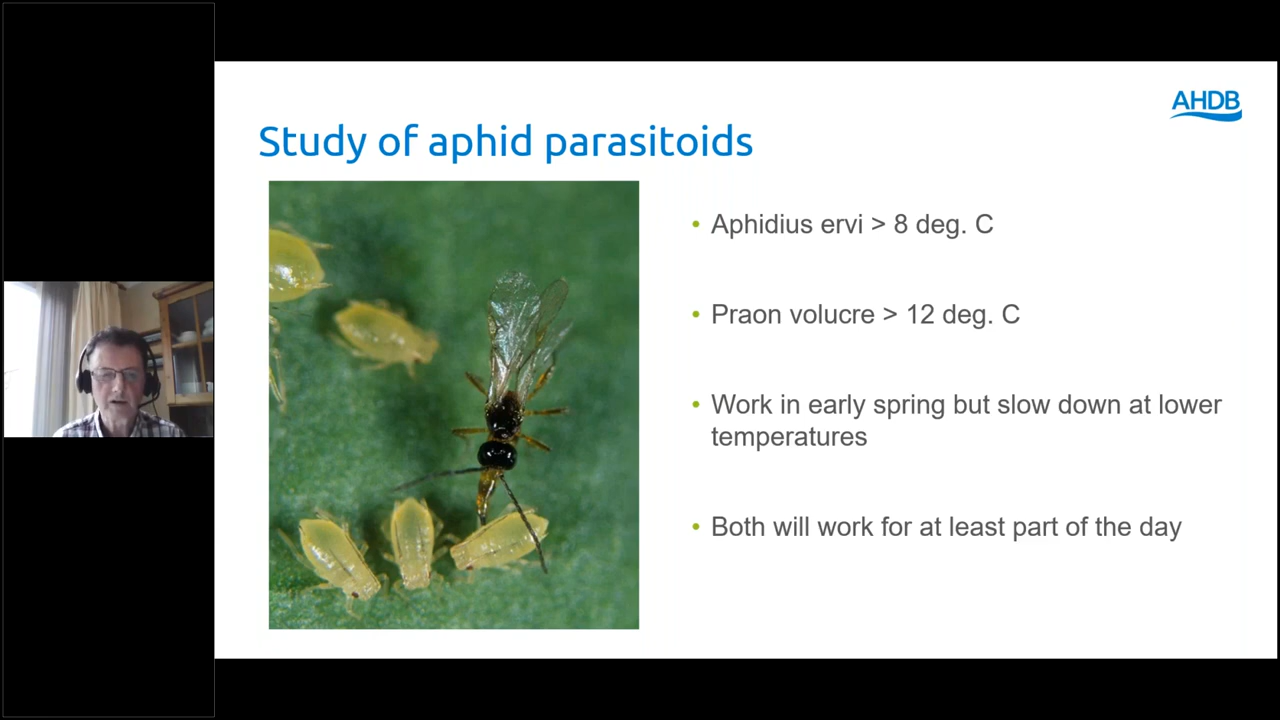 AHDB
Study of aphid parasitoids
• Aphidius ervi > 8 deg. C
• Praon volucre > 12 deg. C
• Work in early spring but slow down at lower
temperatures
• Both will work for at least part of the day